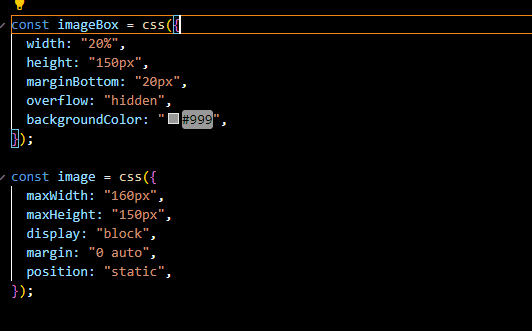 const imageBox = css({
width: "20%",
height: "150px",
marginBottom: "20px",
overflow: "hidden",
backgroundColor: "#999",
});
const image = css({
maxWidth: "160px",
maxHeight: "150px",
display: "block",
margin: "0 auto",
position: "static",
});